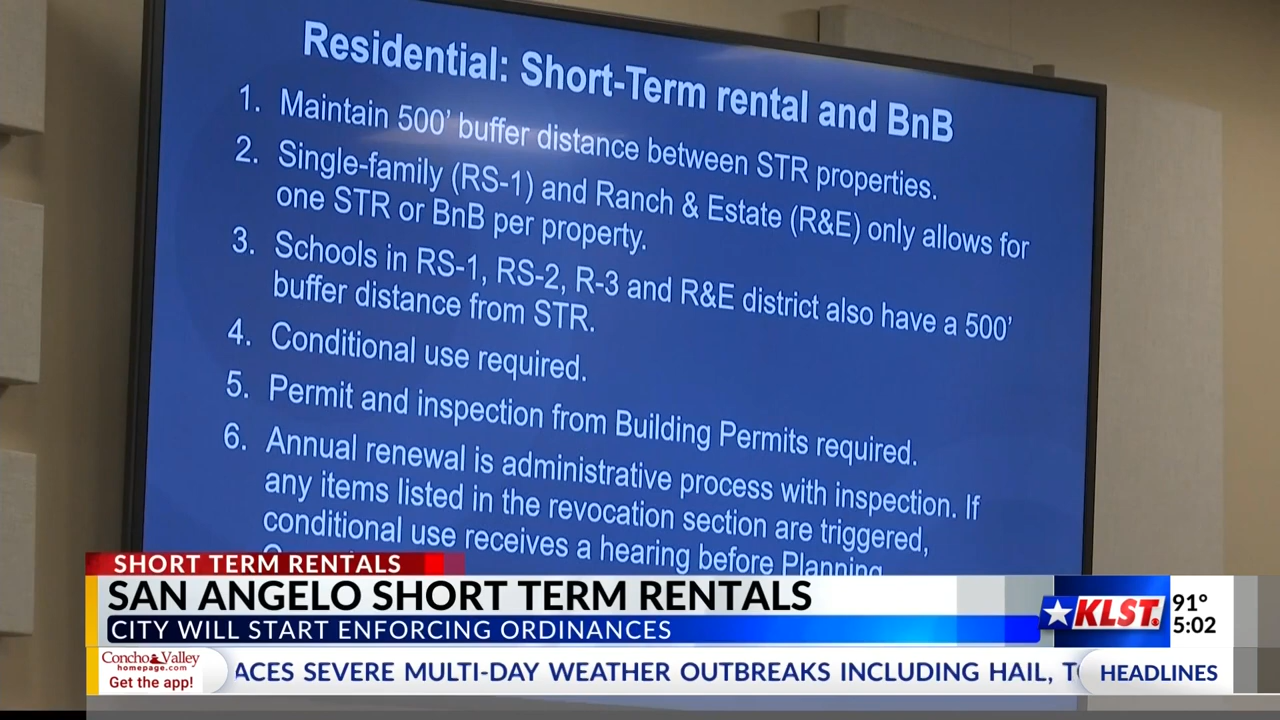 Residential: Short-Term rental and BnB
1. Maintain 500' buffer distance between STR properties.
2. Single-family (RS-1) and Ranch & Estate (R&E) only allows for
one STR or BnB per property.
3. Schools in RS-1, RS-2, R-3 and R&E district also have a 500'
buffer distance from STR.
4. Conditional use required.
5. Permit and inspection from Building Permits required.
6. Annual renewal is administrative process with inspection. If
any items listed in the revocation section are triggered,
conditional use receives a hearing before Planning
SHORT TERM RENTALS
SAN ANGELO SHORT TERM RENTALS
CITY WILL START ENFORCING ORDINANCES
KLST.
91°
5:02
ConchoValley
homepage.com
Get the app!
ACES SEVERE MULTI-DAY WEATHER OUTBREAKS INCLUDING HAIL,
HEADLINES